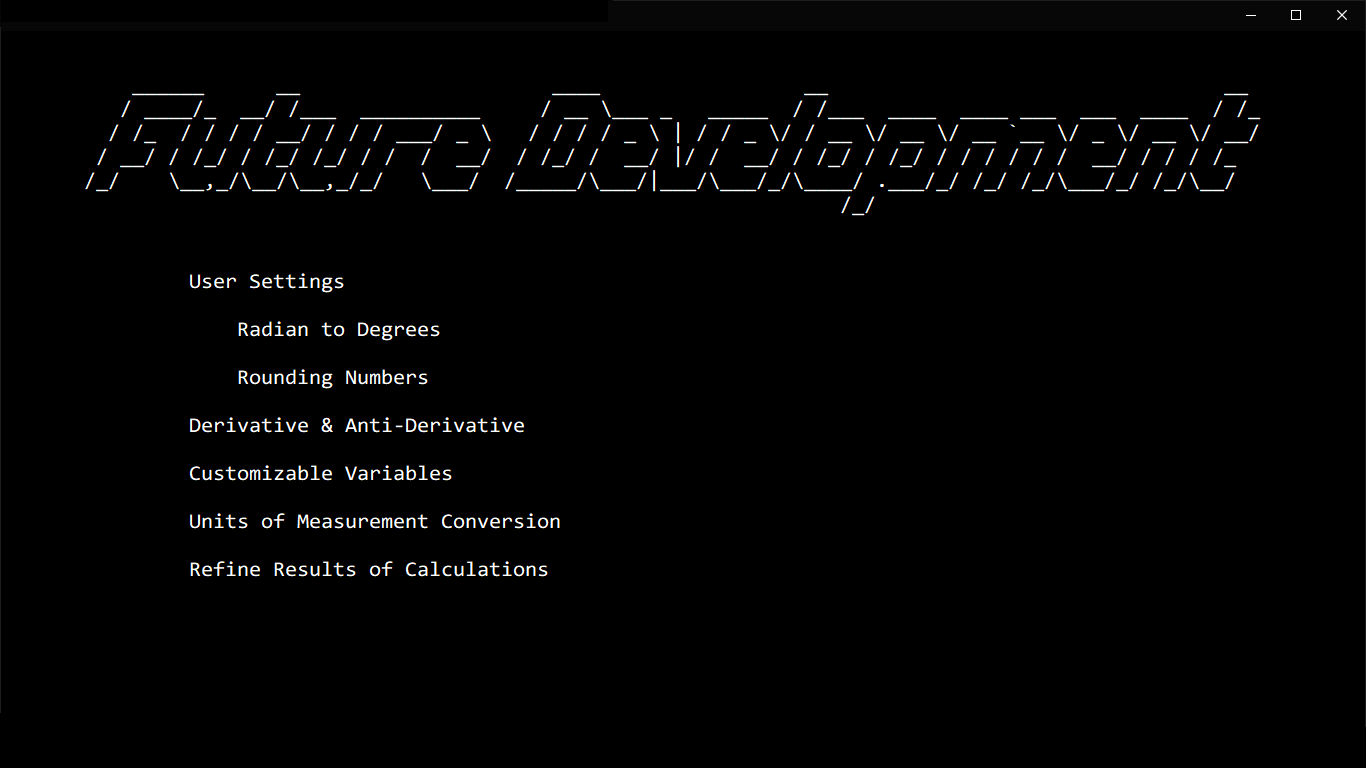 Future Development
User Settings
Radian to Degrees
Rounding Numbers
Derivative & Anti-Derivative
Customizable Variables
Units of Measurement Conversion
Refine Results of Calculations